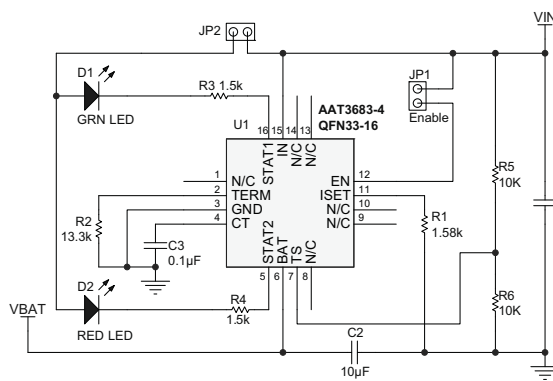 JP2
VIN
D1
GRN LED
R3 1.5k
JP1
Enable
AAT3683-4
QFN33-16
U1
16 15 14 13
STAT1
IN
N/C
N/C
1 N/C
2 TERM
3 GND
4 CT
EN 12
ISET 11
N/C 10
N/C 9
STAT2
BAT
TS
N/C
5 6 7 8
R2
13.3k
C3
0.1µF
R1
1.58k
R5
10K
R6
10K
D2
RED LED
R4
1.5k
VBAT
C2
10µF